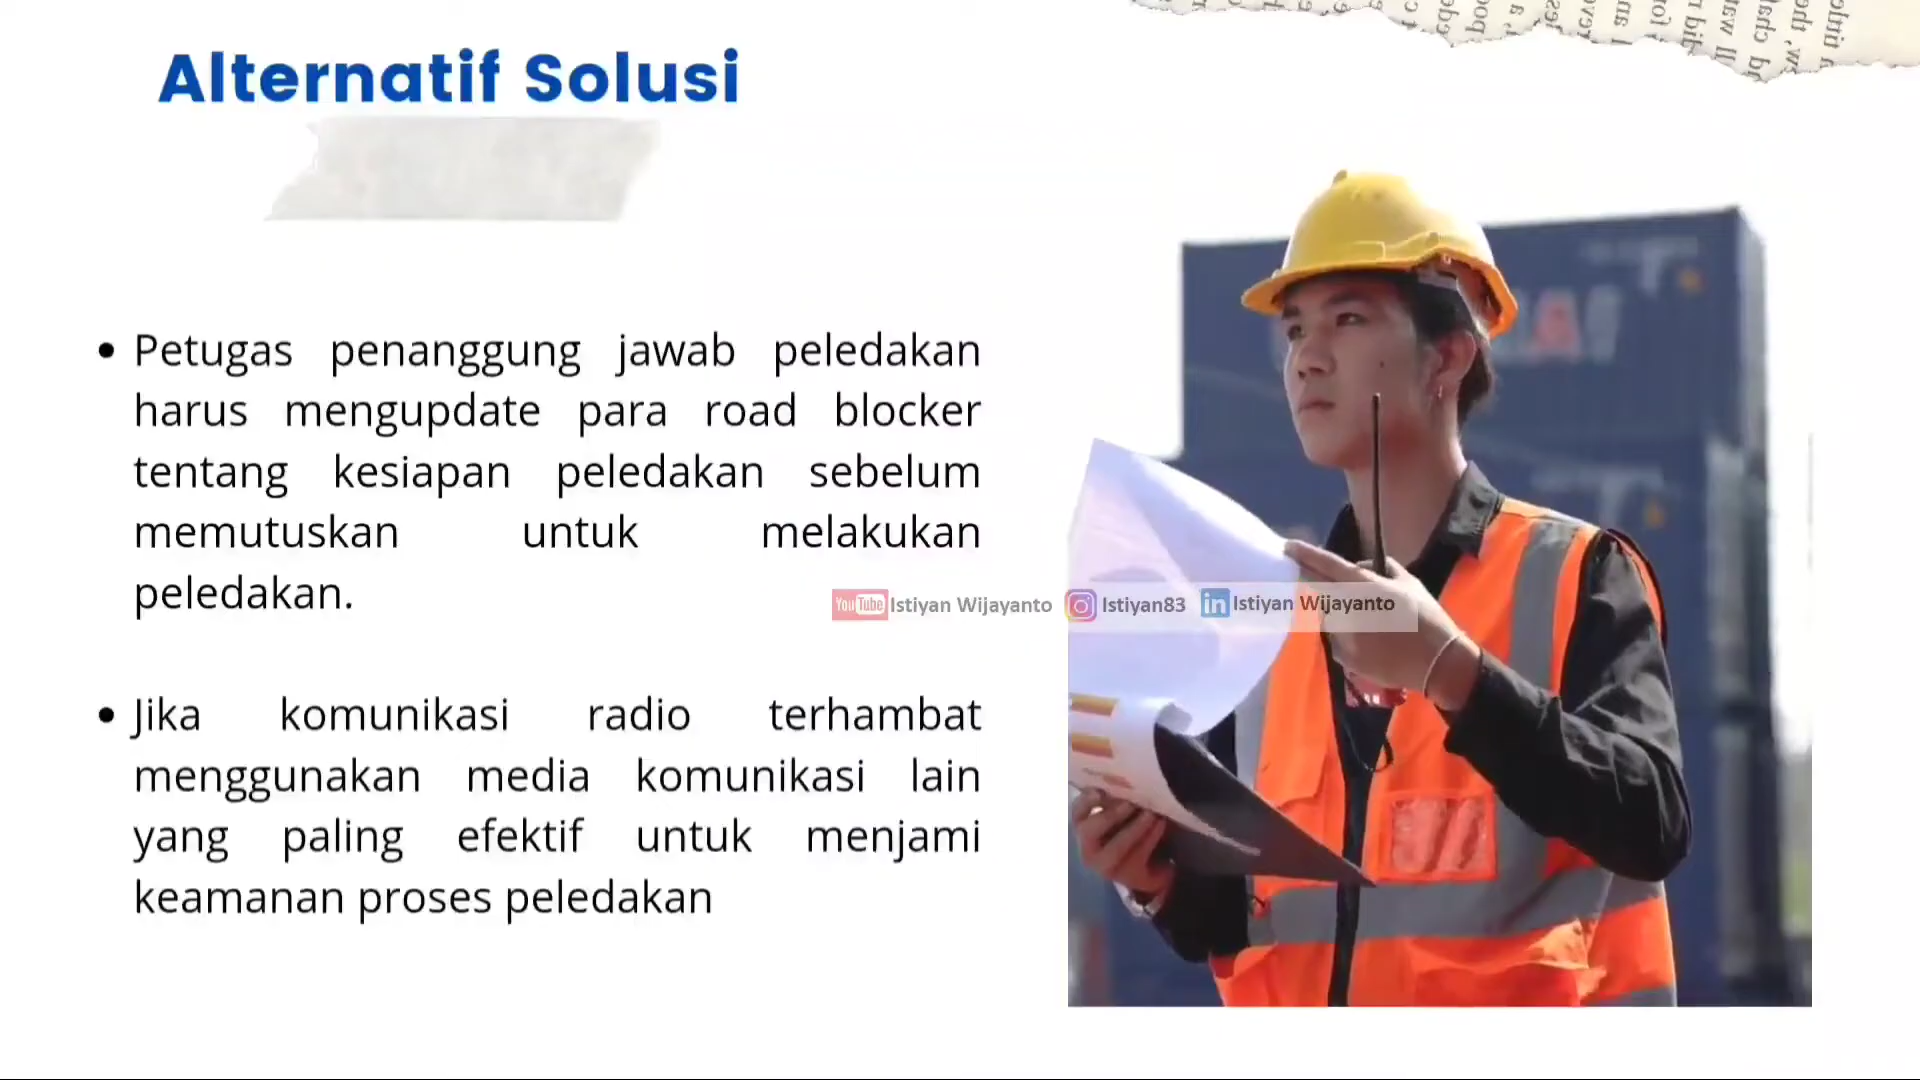 Alternatif Solusi
Petugas penanggung jawab peledakan
harus mengupdate para road blocker
tentang kesiapan peledakan sebelum
memutuskan untuk melakukan
peledakan.
Jika komunikasi radio terhambat
menggunakan media komunikasi lain
yang paling efektif untuk menjami
keamanan proses peledakan
YouTube Istiyan Wijayanto Istiyan83 in Istiyan Wijayanto